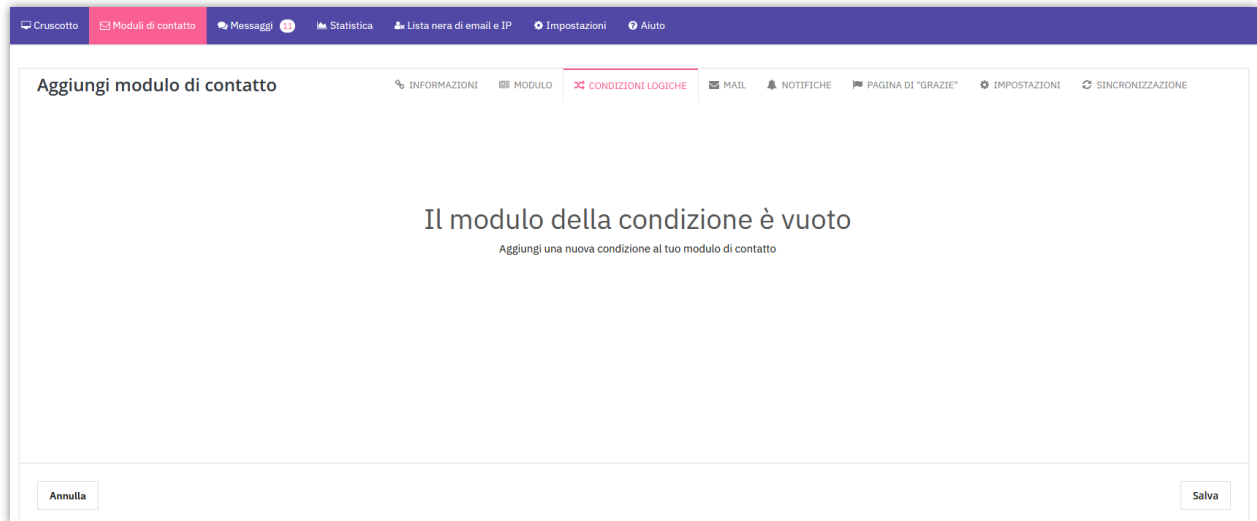 Cruscotto Moduli di contatto Messaggi 11 Statistica Lista nera di email e IP Impostazioni Aiuto
Aggiungi modulo di contatto INFORMAZIONI MODULO CONDIZIONI LOGICHE MAIL NOTIFICHE PAGINA DI "GRAZIE" IMPOSTAZIONI SINCRONIZZAZIONE
Il modulo della condizione è vuoto
Aggiungi una nuova condizione al tuo modulo di contatto
Annulla Salva